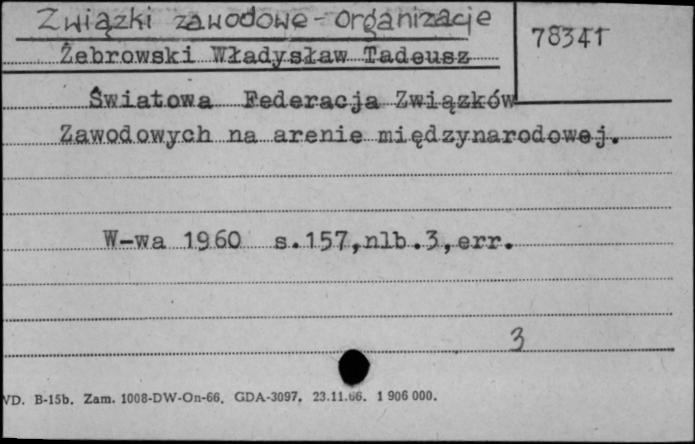 Związki zawodowe - organizacje
78341
Żebrowski Władysław Tadeusz
Światowa Federacja Związków
Zawodowych na arenie międzynarodowej.
W-wa 1960 s.157,nlb.3,err.
3
WD. B-15b. Zam. 1008-DW-On-66. GDA-3097. 23.11.66. 1 906 000.